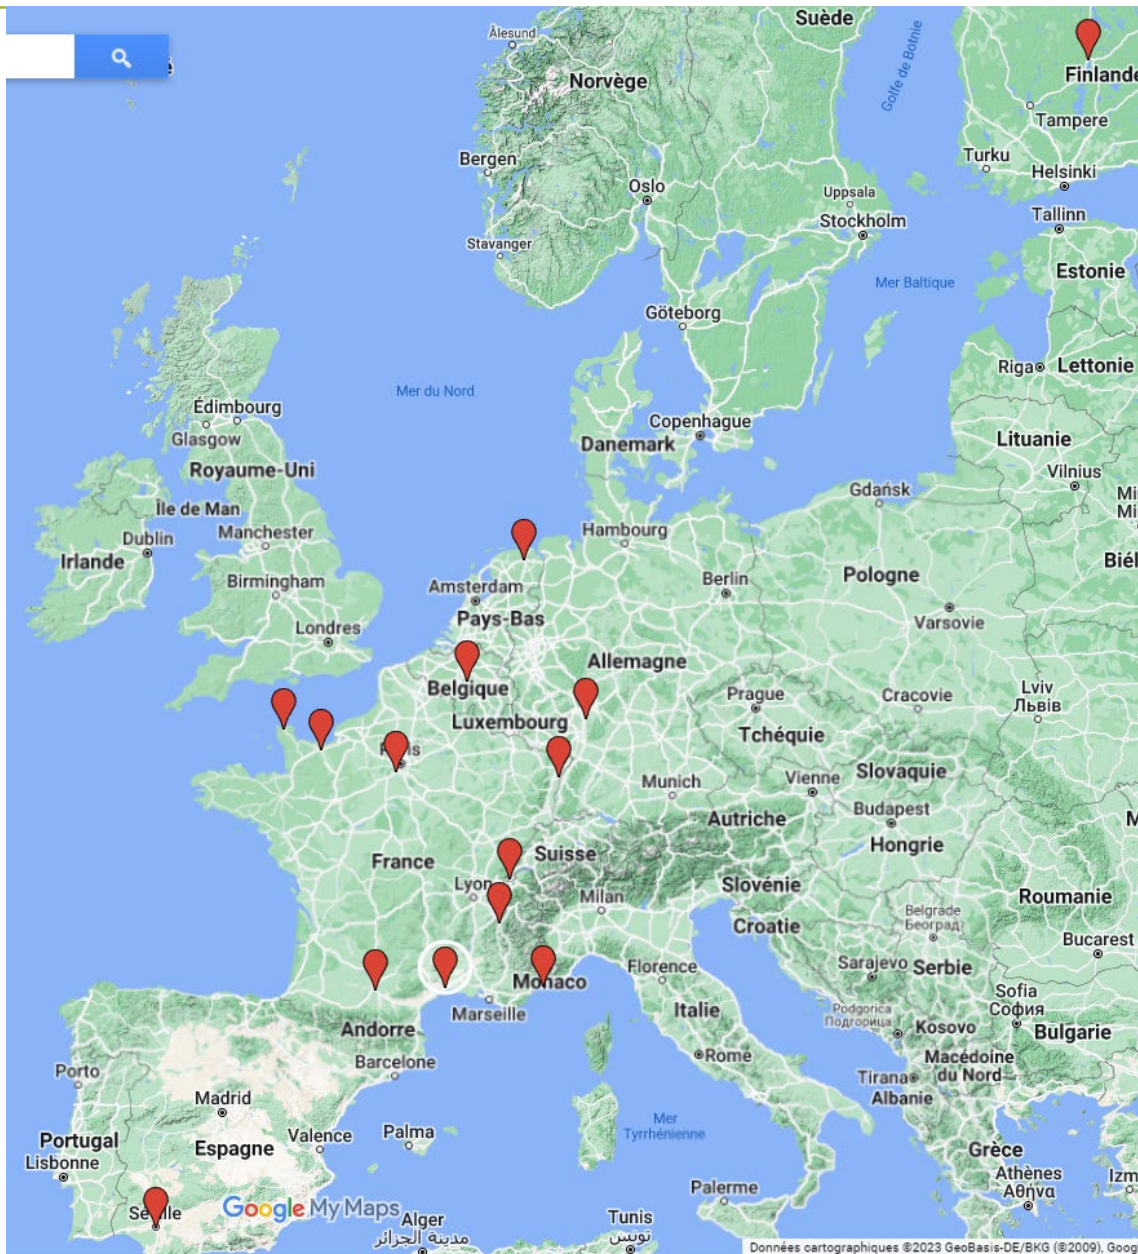 Suède
Ålesund
Golfe de Botnie
Norvège
Finlande
Tampere
Bergen
Turku
Oslo
Helsinki
Uppsala
Tallinn
Stockholm
Stavanger
Estonie
Mer Baltique
Göteborg
Riga
Lettonie
Mer du Nord
Édimbourg
Copenhague
Glasgow
Danemark
Lituanie
Royaume-Uni
Vilnius
Gdańsk
Mi
Île de Man
Mi
Manchester
Hambourg
Dublin
Irlande
Biél
Birmingham
Amsterdam
Berlin
Pologne
Pays-Bas
Varsovie
Londres
Allemagne
Belgique
Prague
Cracovie
Lviv
Львів
Luxembourg
Tchéquie
Slovaquie
Munich
Vienne
Budapest
Autriche
M
Hongrie
France
Suisse
Lyon
Slovénie
Milan
Roumanie
Croatie
Belgrade
Београд
Bucarest
Florence
Sarajevo
Serbie
Monaco
Marseille
Italie
Sofia
София
Podgorica
Подгорица
Kosovo
Bulgarie
Andorre
Barcelone
Rome
Macédoine
du Nord
Porto
Tirana
Albanie
Madrid
Mer
Tyrrhénienne
Portugal
Espagne
Valence
Palma
Grèce
Lisbonne
Athènes
Αθήνα
Izm
Palerme
Google My Maps
Alger
مدينة الجزائر
Tunis
تونس
Données cartographiques ©2023 GeoBasis-DE/BKG (©2009), Goog